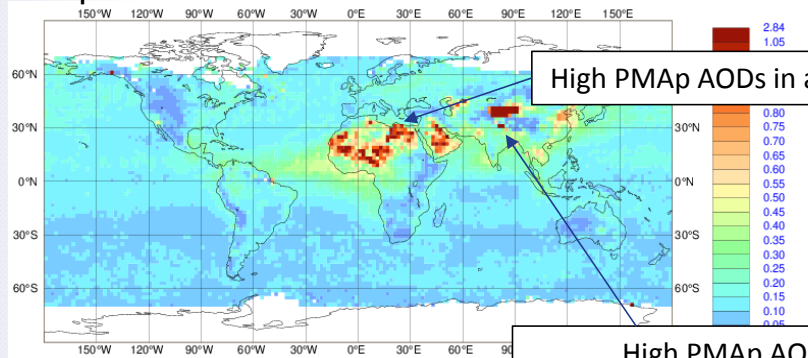 150°W 120°W 90°W 60°W 30°W 0°E 30°E 60°E 90°E 120°E 150°E
2.84
1.05
60°N
High PMAp AODs in a
0.80
30°N 30°N
0.75
0.70
0.65
0.60
0°N 0°N
0.55
0.50
0.45
0.40
30°S 30°S
0.35
0.30
0.25
0.20
60°S 60°S
0.15
0.10
0.05
150°W 120°W 90°W 60°W 30°W 0°E 30°E 60°E 90°E 120°E 150°E
High PMAp AO